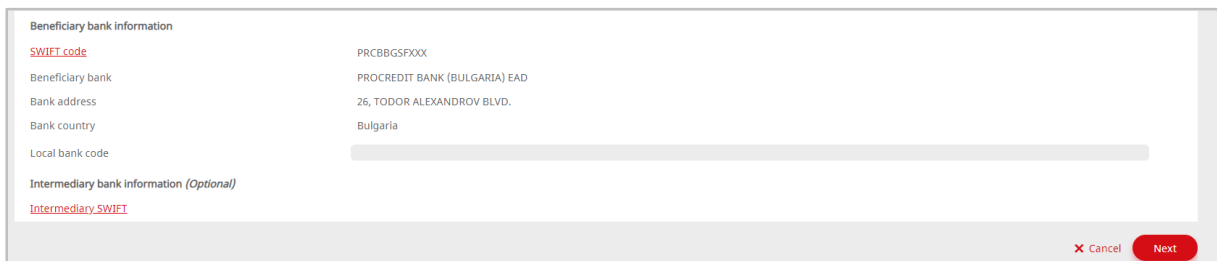 Beneficiary bank information
SWIFT code PRCBBGSFXXX
Beneficiary bank PROCREDIT BANK (BULGARIA) EAD
Bank address 26, TODOR ALEXANDROV BLVD.
Bank country Bulgaria
Local bank code
Intermediary bank information (Optional)
Intermediary SWIFT
Cancel Next